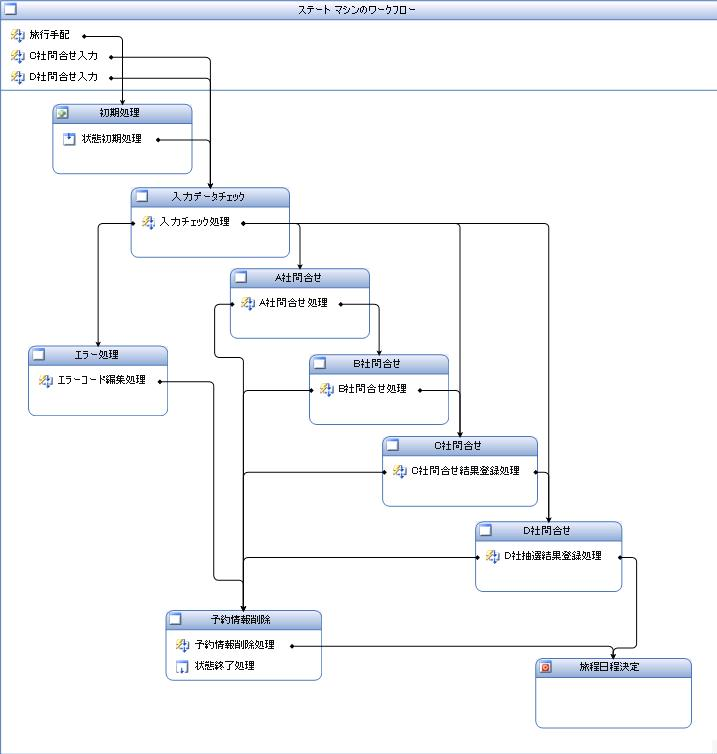 ステート マシンのワークフロー
旅行手配
C社問合せ入力
D社問合せ入力
初期処理
状態初期処理
入力データチェック
入力チェック処理
A社問合せ
A社問合せ処理
エラー処理
エラーコード編集処理
B社問合せ
B社問合せ処理
C社問合せ
C社問合せ結果登録処理
D社問合せ
D社抽選結果登録処理
予約情報削除
予約情報削除処理
状態終了処理
旅程日程決定